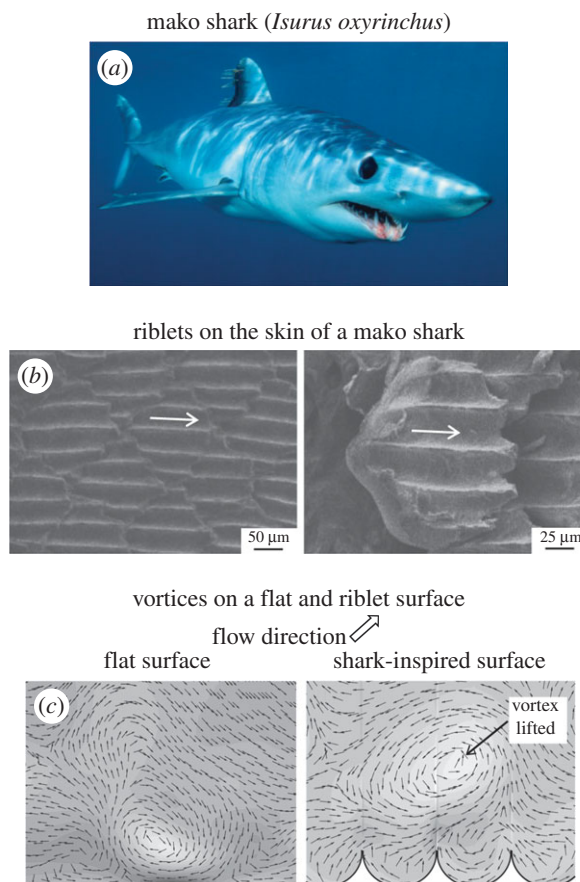 mako shark (Isurus oxyrinchus)
(a)
riblets on the skin of a mako shark
(b)
50 µm
25 µm
vortices on a flat and riblet surface
flow direction
flat surface
shark-inspired surface
(c)
vortex
lifted